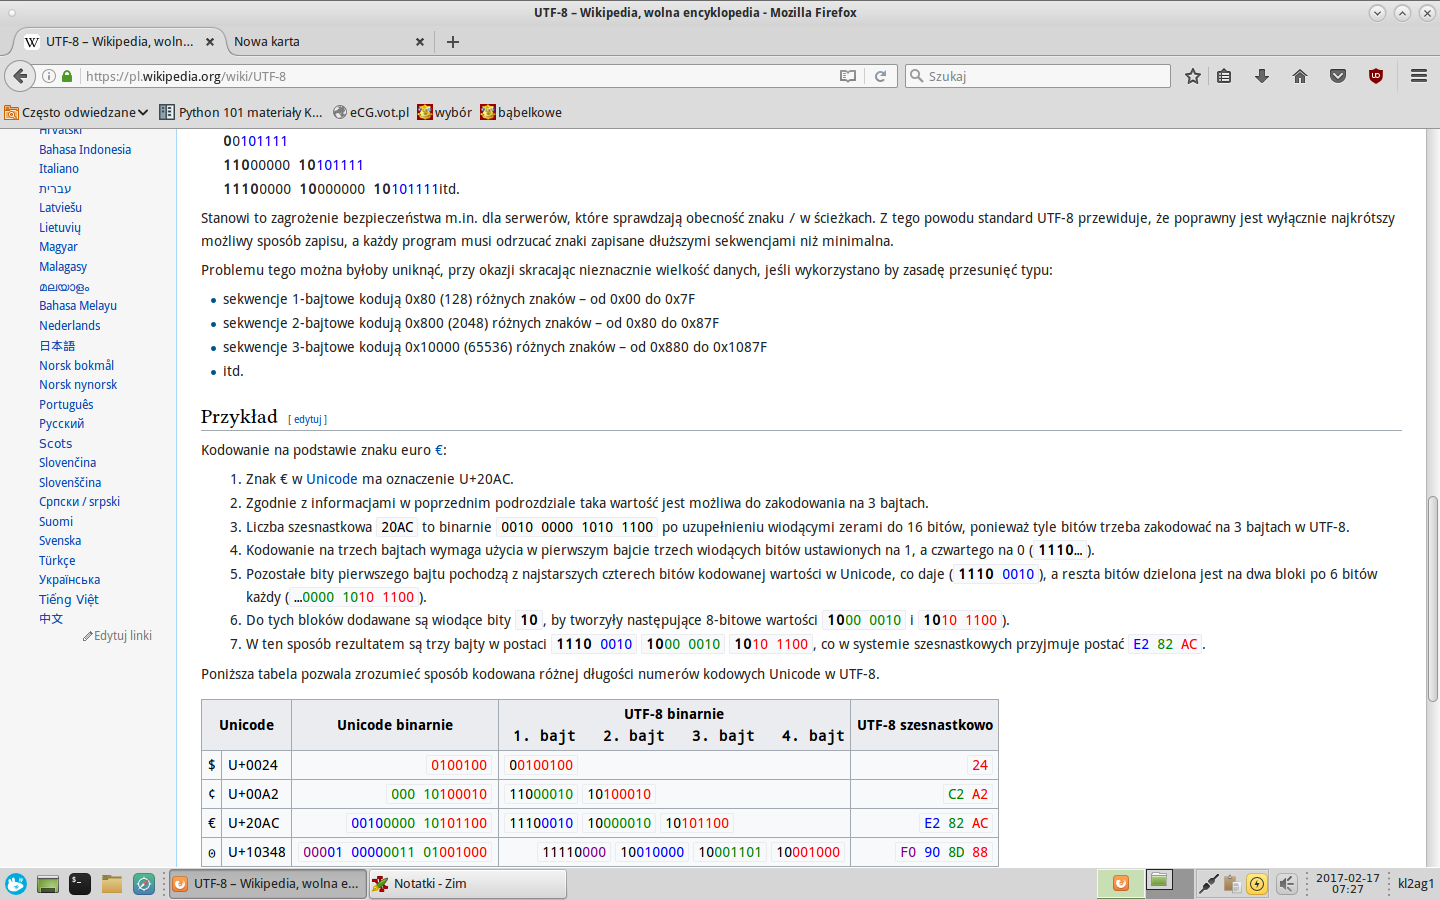 UTF-8 – Wikipedia, wolna encyklopedia - Mozilla Firefox
UTF-8 – Wikipedia, woln...
Nowa karta
https://pl.wikipedia.org/wiki/UTF-8
Szukaj
Często odwiedzane
Python 101 materiały K...
eCG.vot.pl
wybór
bąbelkowe
Hrvatski
Bahasa Indonesia
Italiano
עברית
Latviešu
Lietuvių
Magyar
Malagasy
മലയാളം
Bahasa Melayu
Nederlands
日本語
Norsk bokmål
Norsk nynorsk
Português
Русский
Scots
Slovenčina
Slovenščina
Српски / srpski
Suomi
Svenska
Türkçe
Українська
Tiếng Việt
中文
Edytuj linki
00101111
11000000 10101111
11100000 10000000 10101111itd.
Stanowi to zagrożenie bezpieczeństwa m.in. dla serwerów, które sprawdzają obecność znaku / w ścieżkach. Z tego powodu standard UTF-8 przewiduje, że poprawny jest wyłącznie najkrótszy
możliwy sposób zapisu, a każdy program musi odrzucać znaki zapisane dłuższymi sekwencjami niż minimalna.
Problemu tego można byłoby uniknąć, przy okazji skracając nieznacznie wielkość danych, jeśli wykorzystano by zasadę przesunięć typu:
• sekwencje 1-bajtowe kodują 0x80 (128) różnych znaków – od 0x00 do 0x7F
• sekwencje 2-bajtowe kodują 0x800 (2048) różnych znaków – od 0x80 do 0x87F
• sekwencje 3-bajtowe kodują 0x10000 (65536) różnych znaków – od 0x880 do 0x1087F
• itd.
Przykład [ edytuj ]
Kodowanie na podstawie znaku euro €:
1. Znak € w Unicode ma oznaczenie U+20AC.
2. Zgodnie z informacjami w poprzednim podrozdziale taka wartość jest możliwa do zakodowania na 3 bajtach.
3. Liczba szesnastkowa 20AC to binarnie 0010 0000 1010 1100 po uzupełnieniu wiodącymi zerami do 16 bitów, ponieważ tyle bitów trzeba zakodować na 3 bajtach w UTF-8.
4. Kodowanie na trzech bajtach wymaga użycia w pierwszym bajcie trzech wiodących bitów ustawionych na 1, a czwartego na 0 ( 1110… ).
5. Pozostałe bity pierwszego bajtu pochodzą z najstarszych czterech bitów kodowanej wartości w Unicode, co daje ( 1110 0010 ), a reszta bitów dzielona jest na dwa bloki po 6 bitów
każdy ( …0000 1010 1100 ).
6. Do tych bloków dodawane są wiodące bity 10 , by tworzyły następujące 8-bitowe wartości 1000 0010 i 1010 1100 ).
7. W ten sposób rezultatem są trzy bajty w postaci 1110 0010 1000 0010 1010 1100 , co w systemie szesnastkowych przyjmuje postać E2 82 AC .
Poniższa tabela pozwala zrozumieć sposób kodowana różnej długości numerów kodowych Unicode w UTF-8.
Unicode Unicode binarnie UTF-8 binarnie UTF-8 szesnastkowo
1. bajt 2. bajt 3. bajt 4. bajt
$ U+0024 0100100 00100100 24
¢ U+00A2 000 10100010 11000010 10100010 C2 A2
€ U+20AC 00100000 10101100 11100010 10000010 10101100 E2 82 AC
𐍈 U+10348 00001 00000011 01001000 11110000 10010000 10001101 10001000 F0 90 8D 88
UTF-8 – Wikipedia, wolna e...
Notatki - Zim
2017-02-17
07:27
kl2ag1